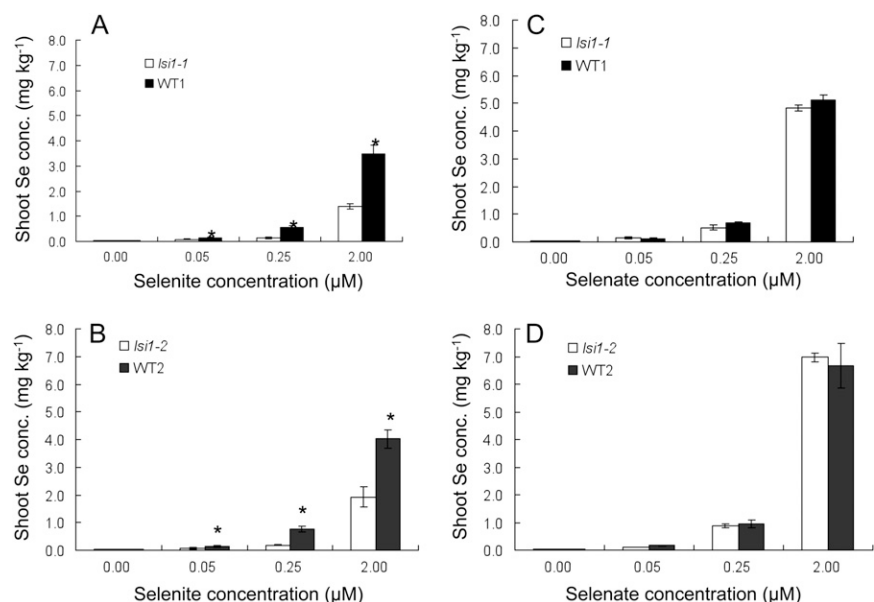 A
Shoot Se conc. (mg kg⁻¹)
8.0
7.0
6.0
5.0
4.0
3.0
2.0
1.0
0.0
lsi1-1
WT1
*
*
*
0.00 0.05 0.25 2.00
Selenite concentration (µM)
C
Shoot Se conc. (mg kg⁻¹)
8.0
7.0
6.0
5.0
4.0
3.0
2.0
1.0
0.0
lsi1-1
WT1
0.00 0.05 0.25 2.00
Selenate concentration (µM)
B
Shoot Se conc. (mg kg⁻¹)
8.0
7.0
6.0
5.0
4.0
3.0
2.0
1.0
0.0
lsi1-2
WT2
*
*
*
0.00 0.05 0.25 2.00
Selenite concentration (µM)
D
Shoot Se conc. (mg kg⁻¹)
8.0
7.0
6.0
5.0
4.0
3.0
2.0
1.0
0.0
lsi1-2
WT2
0.00 0.05 0.25 2.00
Selenate concentration (µM)